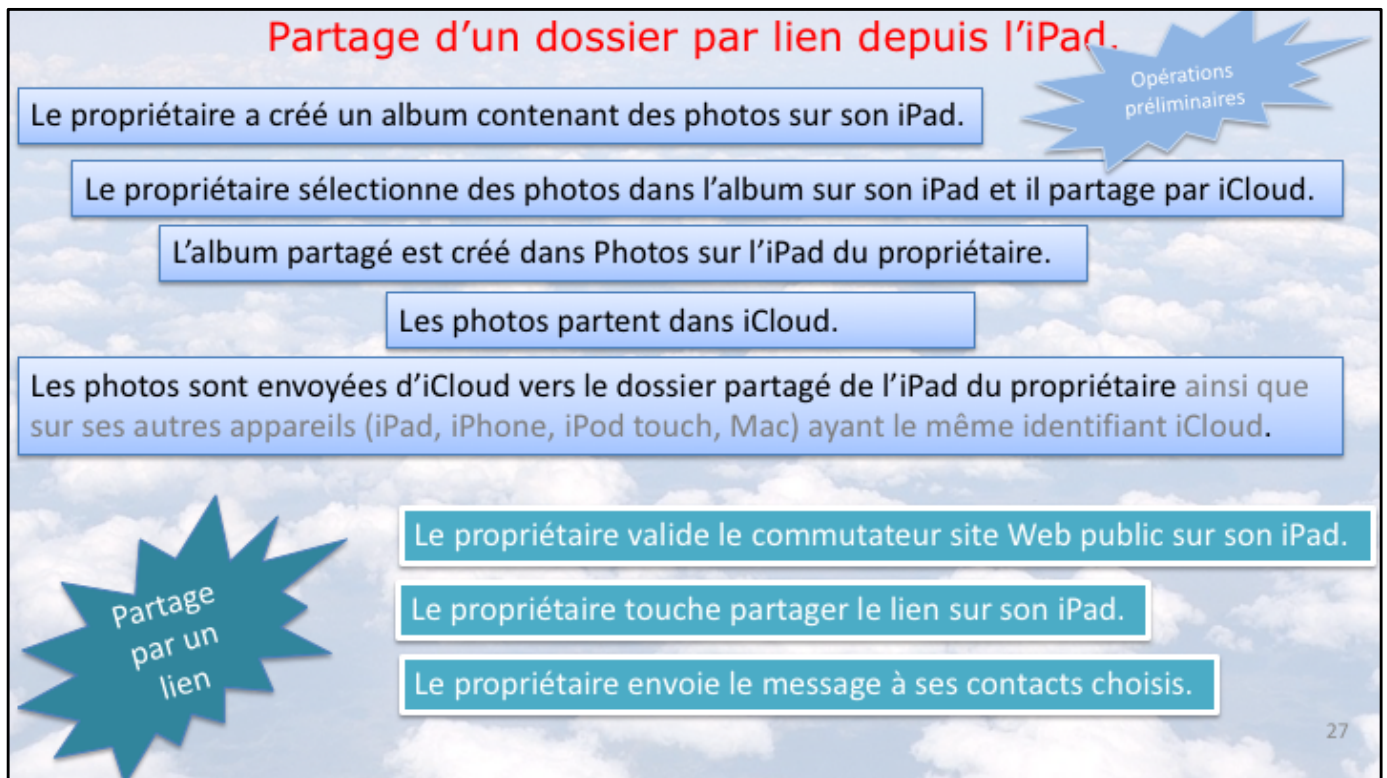 Partage d'un dossier par lien depuis l'iPad.
Opérations
préliminaires
Le propriétaire a créé un album contenant des photos sur son iPad.
Le propriétaire sélectionne des photos dans l'album sur son iPad et il partage par iCloud.
L'album partagé est créé dans Photos sur l'iPad du propriétaire.
Les photos partent dans iCloud.
Les photos sont envoyées d'iCloud vers le dossier partagé de l'iPad du propriétaire ainsi que
sur ses autres appareils (iPad, iPhone, iPod touch, Mac) ayant le même identifiant iCloud.
Partage
par un
lien
Le propriétaire valide le commutateur site Web public sur son iPad.
Le propriétaire touche partager le lien sur son iPad.
Le propriétaire envoie le message à ses contacts choisis.
27